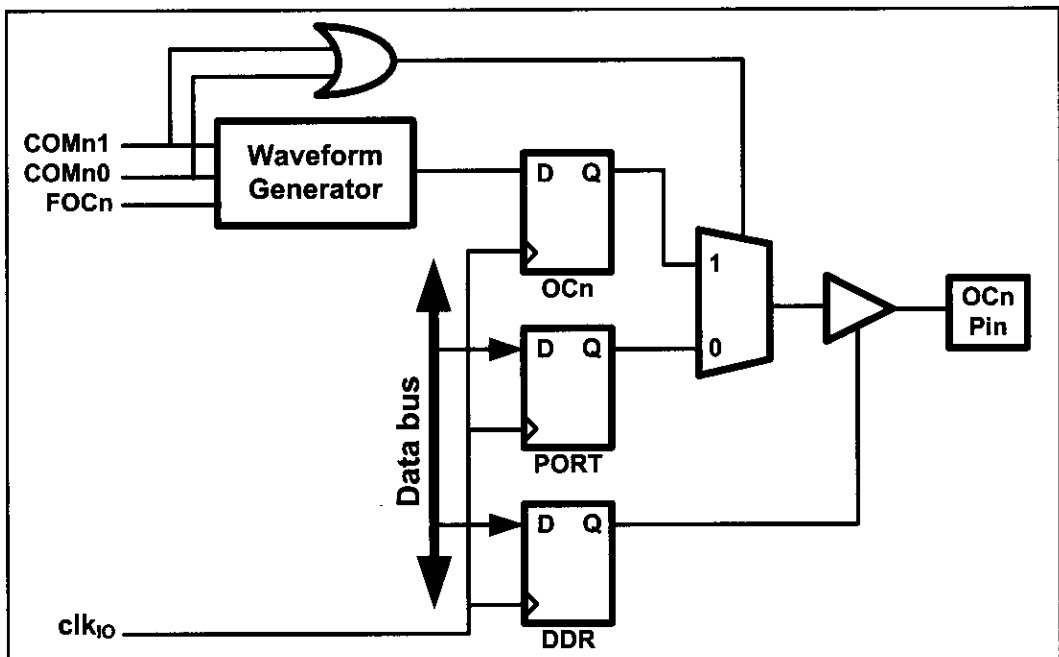 COMn1
COMn0
FOCn
Waveform
Generator
D Q
OCn
1
0
OCn
Pin
D Q
PORT
Data bus
D Q
DDR
clkIO